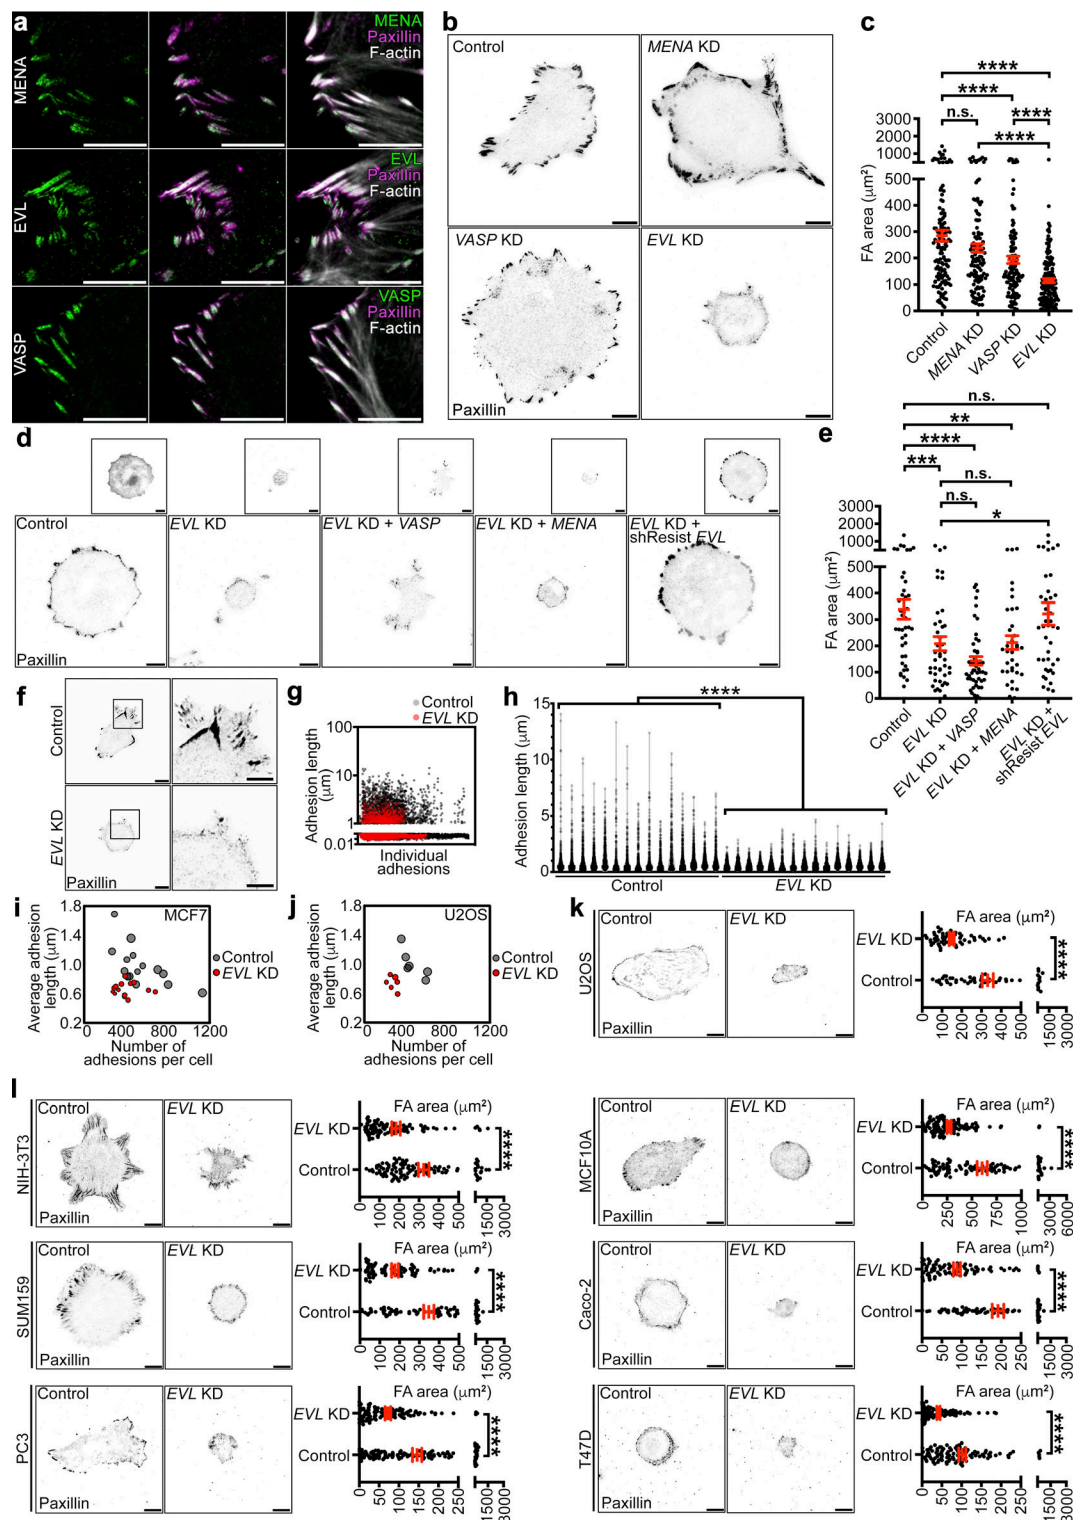 a
MENA
Paxillin
F-actin
MENA
EVL
Paxillin
F-actin
EVL
VASP
Paxillin
F-actin
VASP
b
Control
MENA KD
VASP KD
EVL KD
Paxillin
c
****
****
n.s.
****
****
FA area (µm²)
3000
2000
1000
500
400
300
200
100
0
Control
MENA KD
VASP KD
EVL KD
d
Control
EVL KD
EVL KD + VASP
EVL KD + MENA
EVL KD +
shResist EVL
Paxillin
e
n.s.
**
****
***
n.s.
n.s.
*
FA area (µm²)
3000
2000
1000
500
400
300
200
100
0
Control
EVL KD
EVL KD + VASP
EVL KD + MENA
EVL KD +
shResist EVL
f
Control
EVL KD
Paxillin
g
Control
EVL KD
Adhesion length
(µm)
100
10
1
0.01
Individual
adhesions
h
****
Adhesion length (µm)
15
10
5
0
Control
EVL KD
i
MCF7
Average adhesion
length (µm)
1.8
1.4
1.0
0.6
0.2
0 400 800 1200
Number of
adhesions per cell
Control
EVL KD
j
U2OS
1.8
1.4
1.0
0.6
0.2
0 400 800 1200
Number of
adhesions per cell
Control
EVL KD
k
U2OS
Control
EVL KD
Paxillin
FA area (µm²)
EVL KD
Control
****
0 100 200 300 400 500 1500 3000
l
NIH-3T3
Control
EVL KD
Paxillin
FA area (µm²)
EVL KD
Control
****
0 100 200 300 400 500 1500 3000
MCF10A
Control
EVL KD
Paxillin
FA area (µm²)
EVL KD
Control
****
0 250 500 750 1000 3000 6000
SUM159
Control
EVL KD
Paxillin
FA area (µm²)
EVL KD
Control
****
0 100 200 300 400 500 1500 3000
Caco-2
Control
EVL KD
Paxillin
FA area (µm²)
EVL KD
Control
****
0 50 100 150 200 250 1500 3000
PC3
Control
EVL KD
Paxillin
FA area (µm²)
EVL KD
Control
****
0 50 100 150 200 250 1500 3000
T47D
Control
EVL KD
Paxillin
FA area (µm²)
EVL KD
Control
****
0 50 100 150 200 250 1500 3000